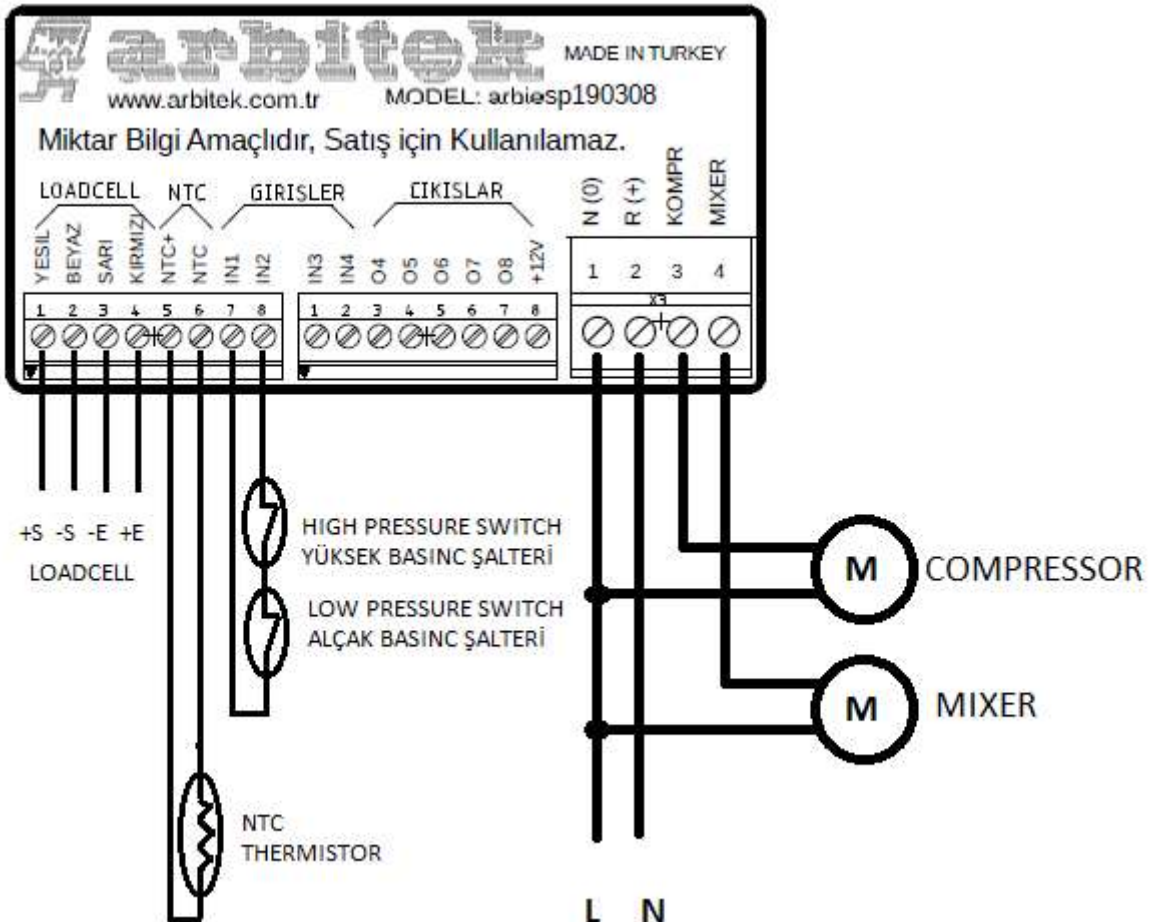 arbitek
MADE IN TURKEY
www.arbitek.com.tr MODEL: arbiesp190308
Miktar Bilgi Amaçlıdır, Satış için Kullanılamaz.
LOADCELL NTC GIRISLER CIKISLAR
YESIL BEYAZ SARI KIRMIZI NTC+ NTC IN1 IN2
IN3 IN4 O4 O5 O6 O7 O8 +12V
N (0) R (+) KOMPR MIXER
1 2 3 4
X3
1 2 3 4 5 6 7 8
1 2 3 4 5 6 7 8
+S -S -E +E
LOADCELL
HIGH PRESSURE SWITCH
YÜKSEK BASINC ŞALTERİ
LOW PRESSURE SWITCH
ALÇAK BASINC ŞALTERİ
M COMPRESSOR
M MIXER
NTC
THERMISTOR
L N